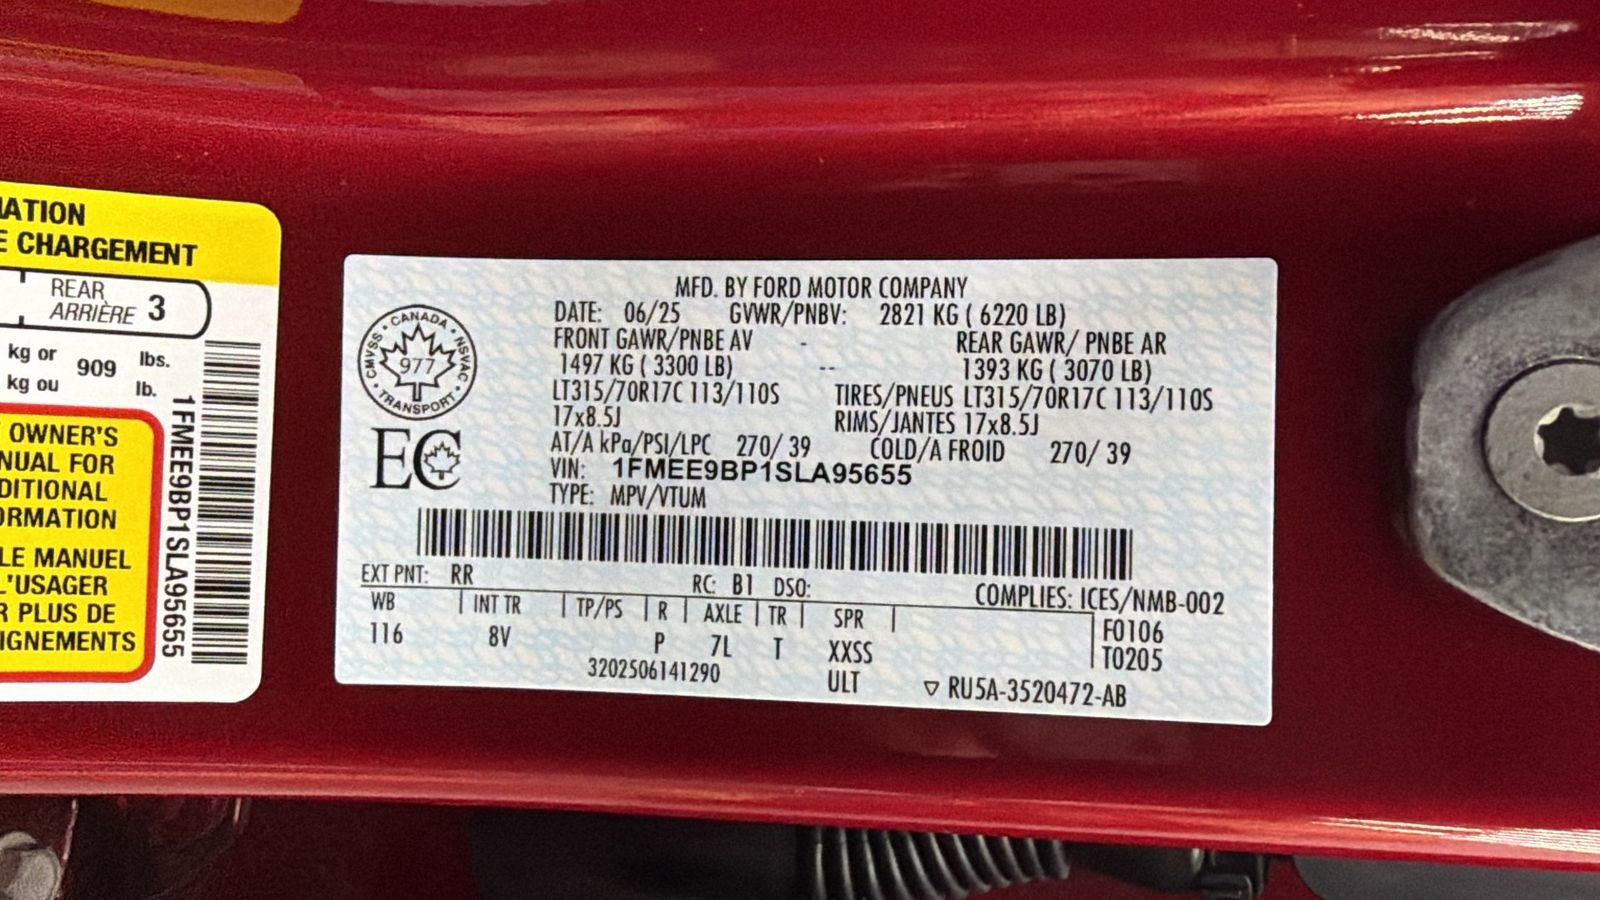 ATION
E CHARGEMENT
REAR
ARRIÈRE 3
kg or 909 lbs.
kg ou lb.
OWNER'S
NUAL FOR
DITIONAL
ORMATION
LE MANUEL
L'USAGER
R PLUS DE
IGNEMENTS
1FMEE9BP1SLA95655
CANADA
CMVSS • NSVAC
977
TRANSPORT
EC
MFD. BY FORD MOTOR COMPANY
DATE: 06/25 GVWR/PNBV: 2821 KG ( 6220 LB)
FRONT GAWR/PNBE AV - REAR GAWR/ PNBE AR
1497 KG ( 3300 LB) -- 1393 KG ( 3070 LB)
LT315/70R17C 113/110S TIRES/PNEUS LT315/70R17C 113/110S
17x8.5J RIMS/JANTES 17x8.5J
AT/A kPa/PSI/LPC 270/ 39 COLD/A FROID 270/ 39
VIN: 1FMEE9BP1SLA95655
TYPE: MPV/VTUM
EXT PNT: RR RC: B1 DSO: COMPLIES: ICES/NMB-002
WB | INT TR | TP/PS | R | AXLE | TR | SPR | F0106
116 8V P 7L T XXSS T0205
3202506141290 ULT ▽ RU5A-3520472-AB